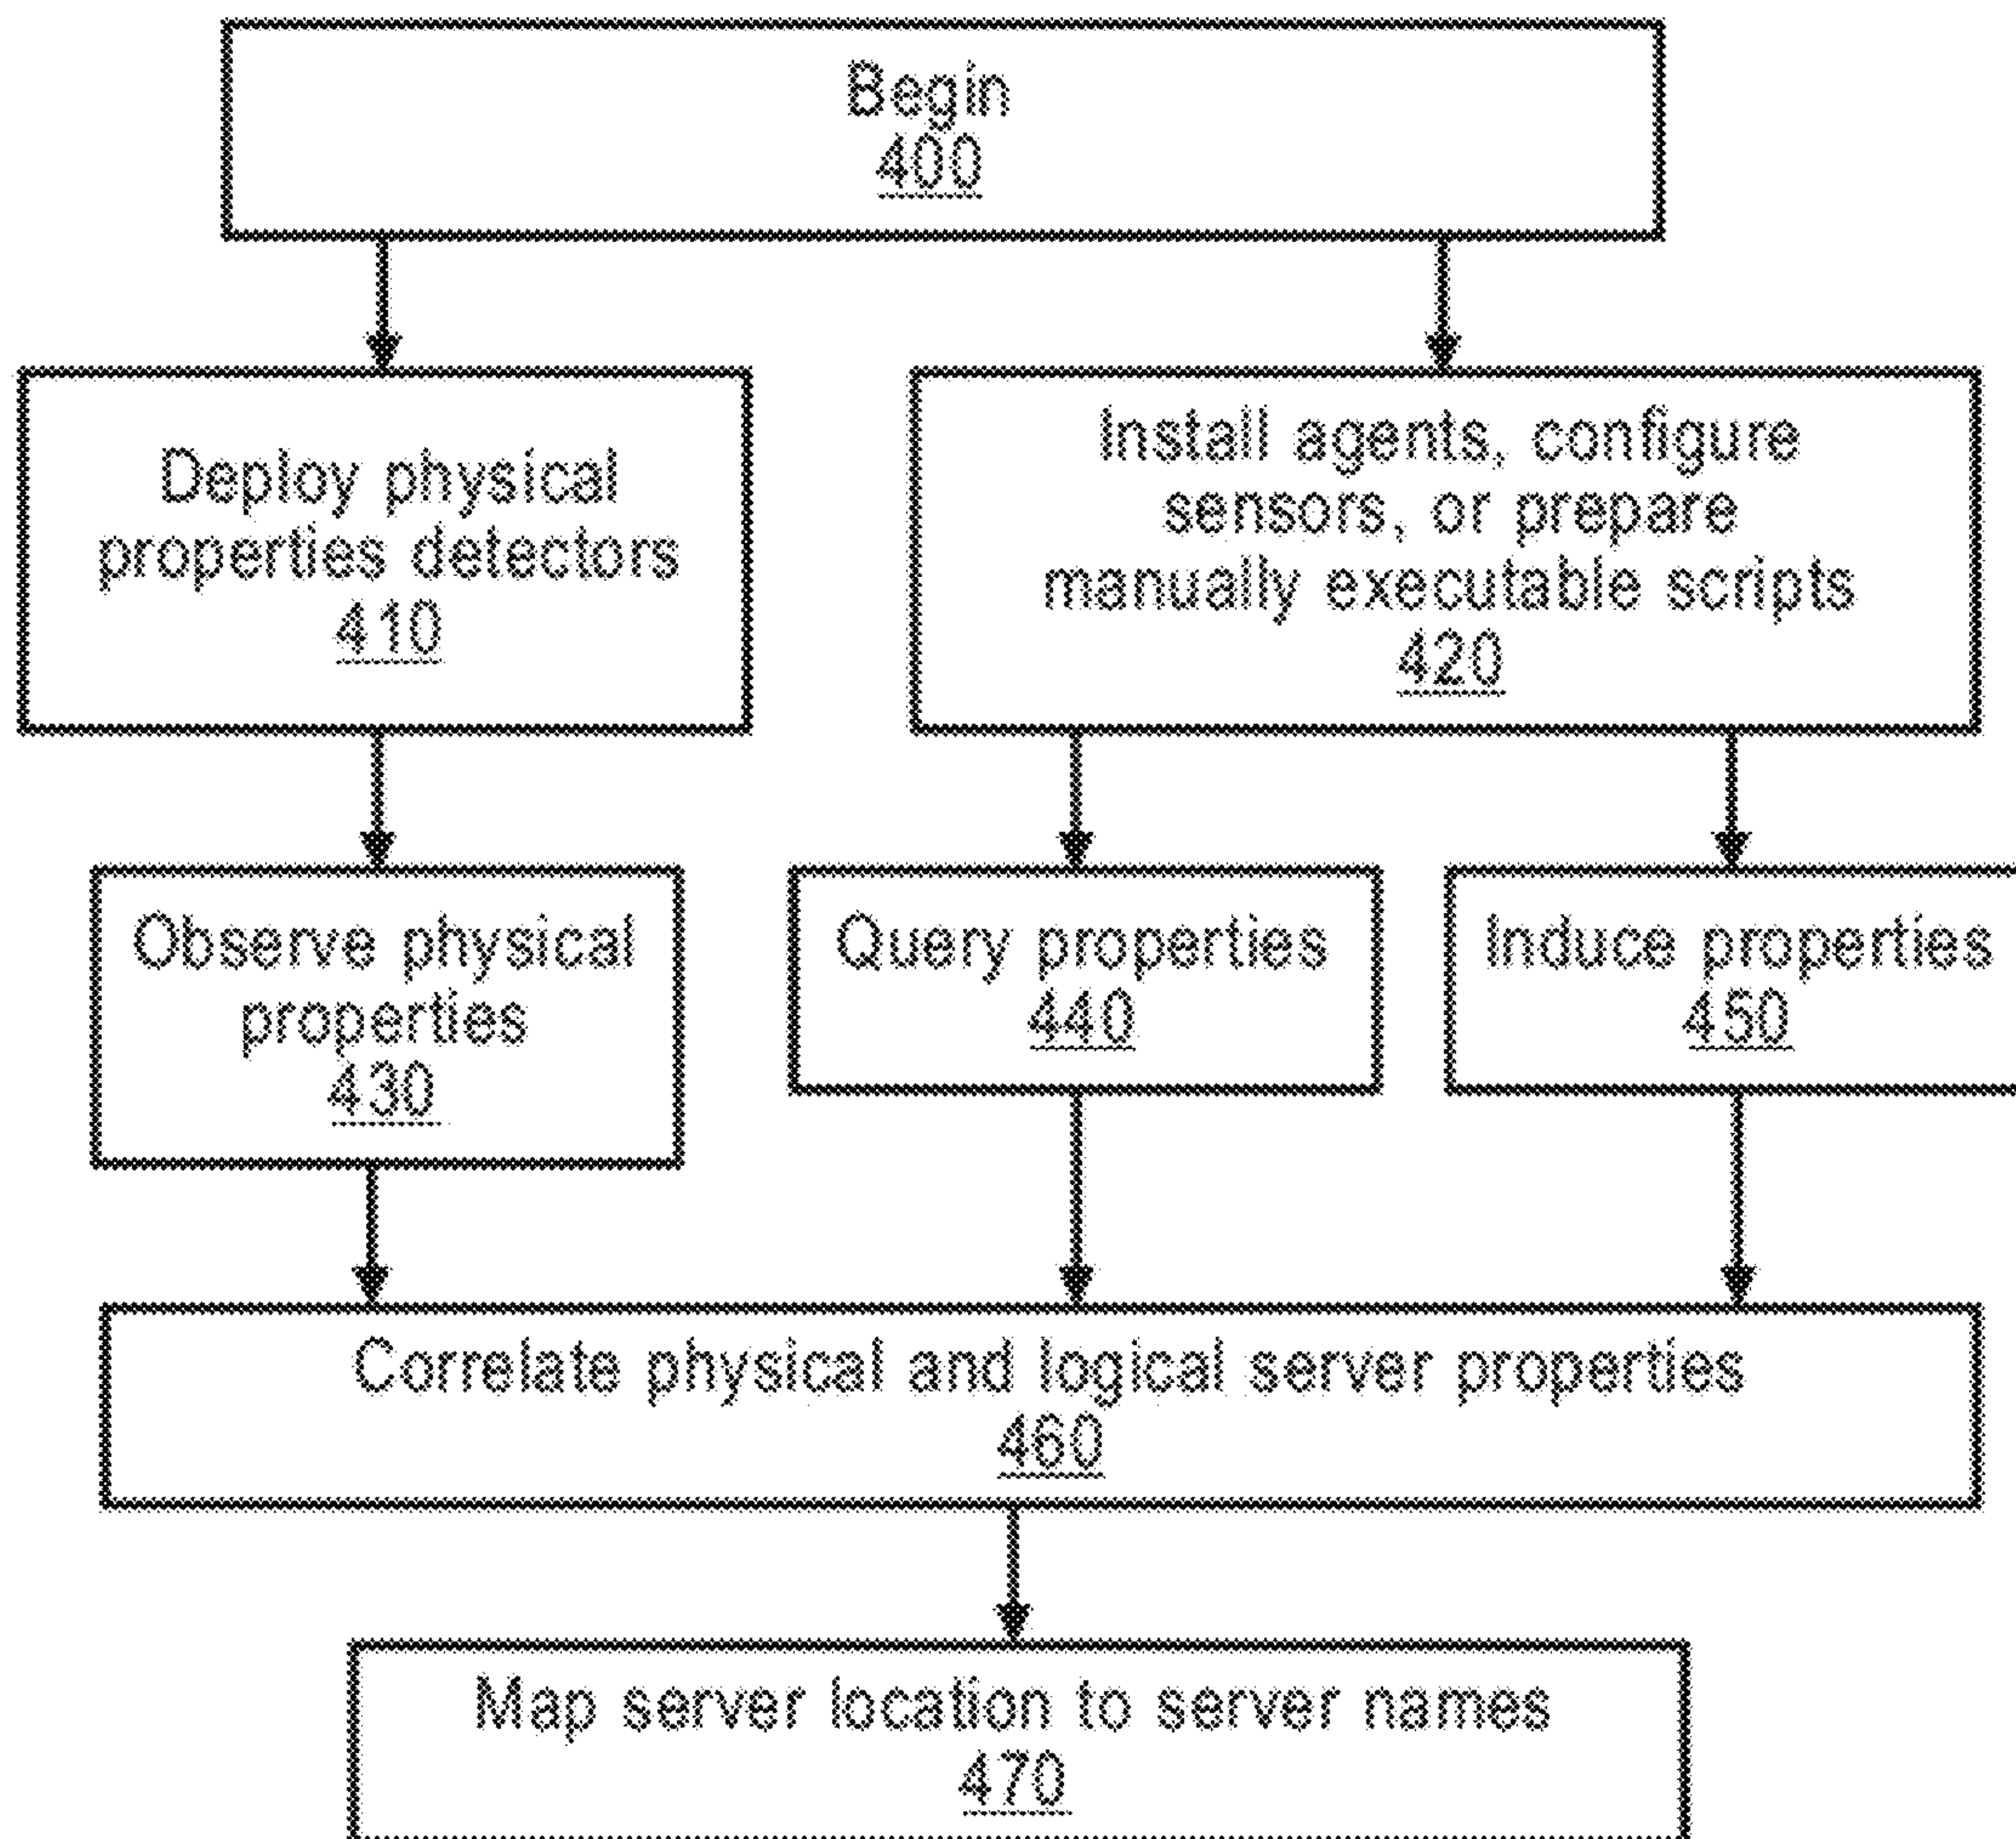 Begin
400
Deploy physical
properties detectors
410
Install agents, configure
sensors, or prepare
manually executable scripts
420
Observe physical
properties
430
Query properties
440
Induce properties
450
Correlate physical and logical server properties
460
Map server location to server names
470